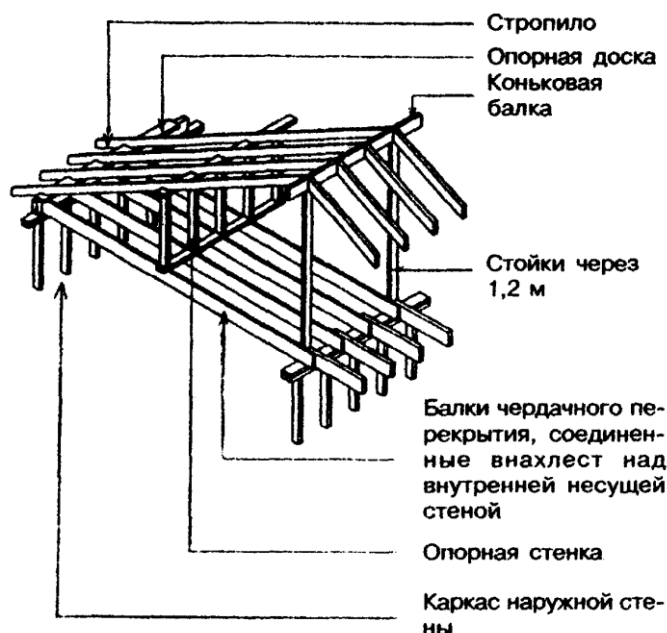 Стропило
Опорная доска
Коньковая
балка
Стойки через
1,2 м
Балки чердачного пе-
рекрытия, соединен-
ные внахлест над
внутренней несущей
стеной
Опорная стенка
Каркас наружной сте-
ны